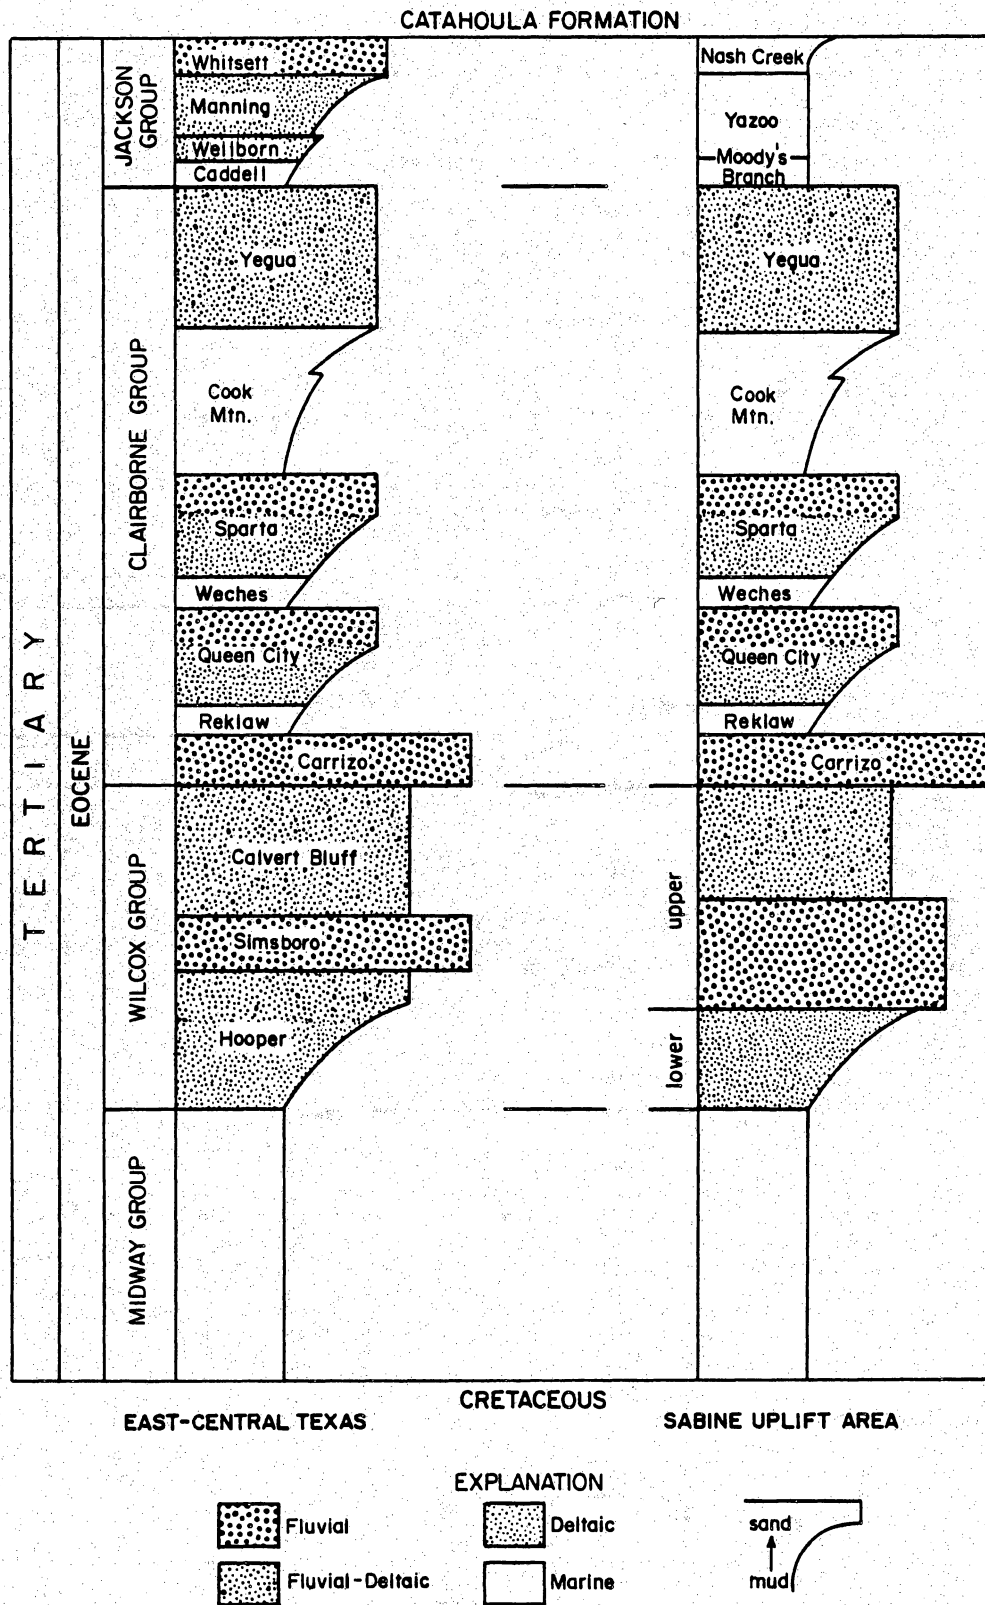 CATAHOULA FORMATION
TERTIARY
EOCENE
JACKSON
GROUP
CLAIRBORNE GROUP
WILCOX GROUP
MIDWAY GROUP
Whitsett
Manning
Wellborn
Caddell
Yegua
Cook
Mtn.
Sparta
Weches
Queen City
Reklaw
Carrizo
Calvert Bluff
Simsboro
Hooper
Nash Creek
Yazoo
Moody's
Branch
Yegua
Cook
Mtn.
Sparta
Weches
Queen City
Reklaw
Carrizo
upper
lower
CRETACEOUS
EAST-CENTRAL TEXAS
SABINE UPLIFT AREA
EXPLANATION
Fluvial
Deltaic
sand
Fluvial-Deltaic
Marine
mud